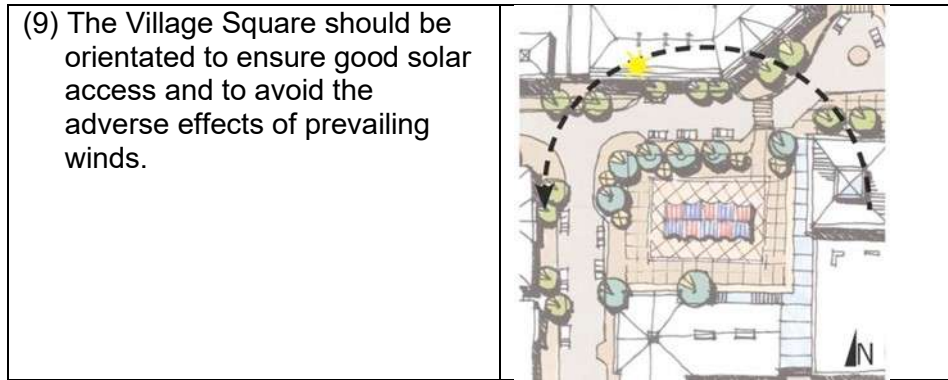 (9) The Village Square should be
orientated to ensure good solar
access and to avoid the
adverse effects of prevailing
winds.
N